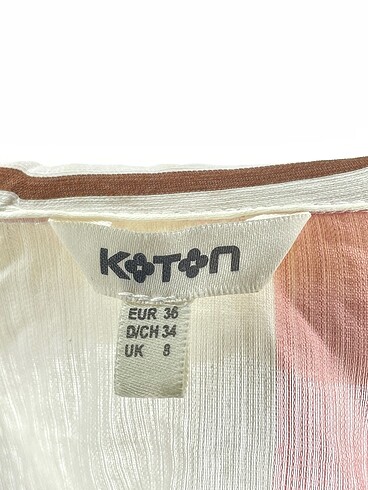 KOTON
EUR 36
D/CH 34
UK 8